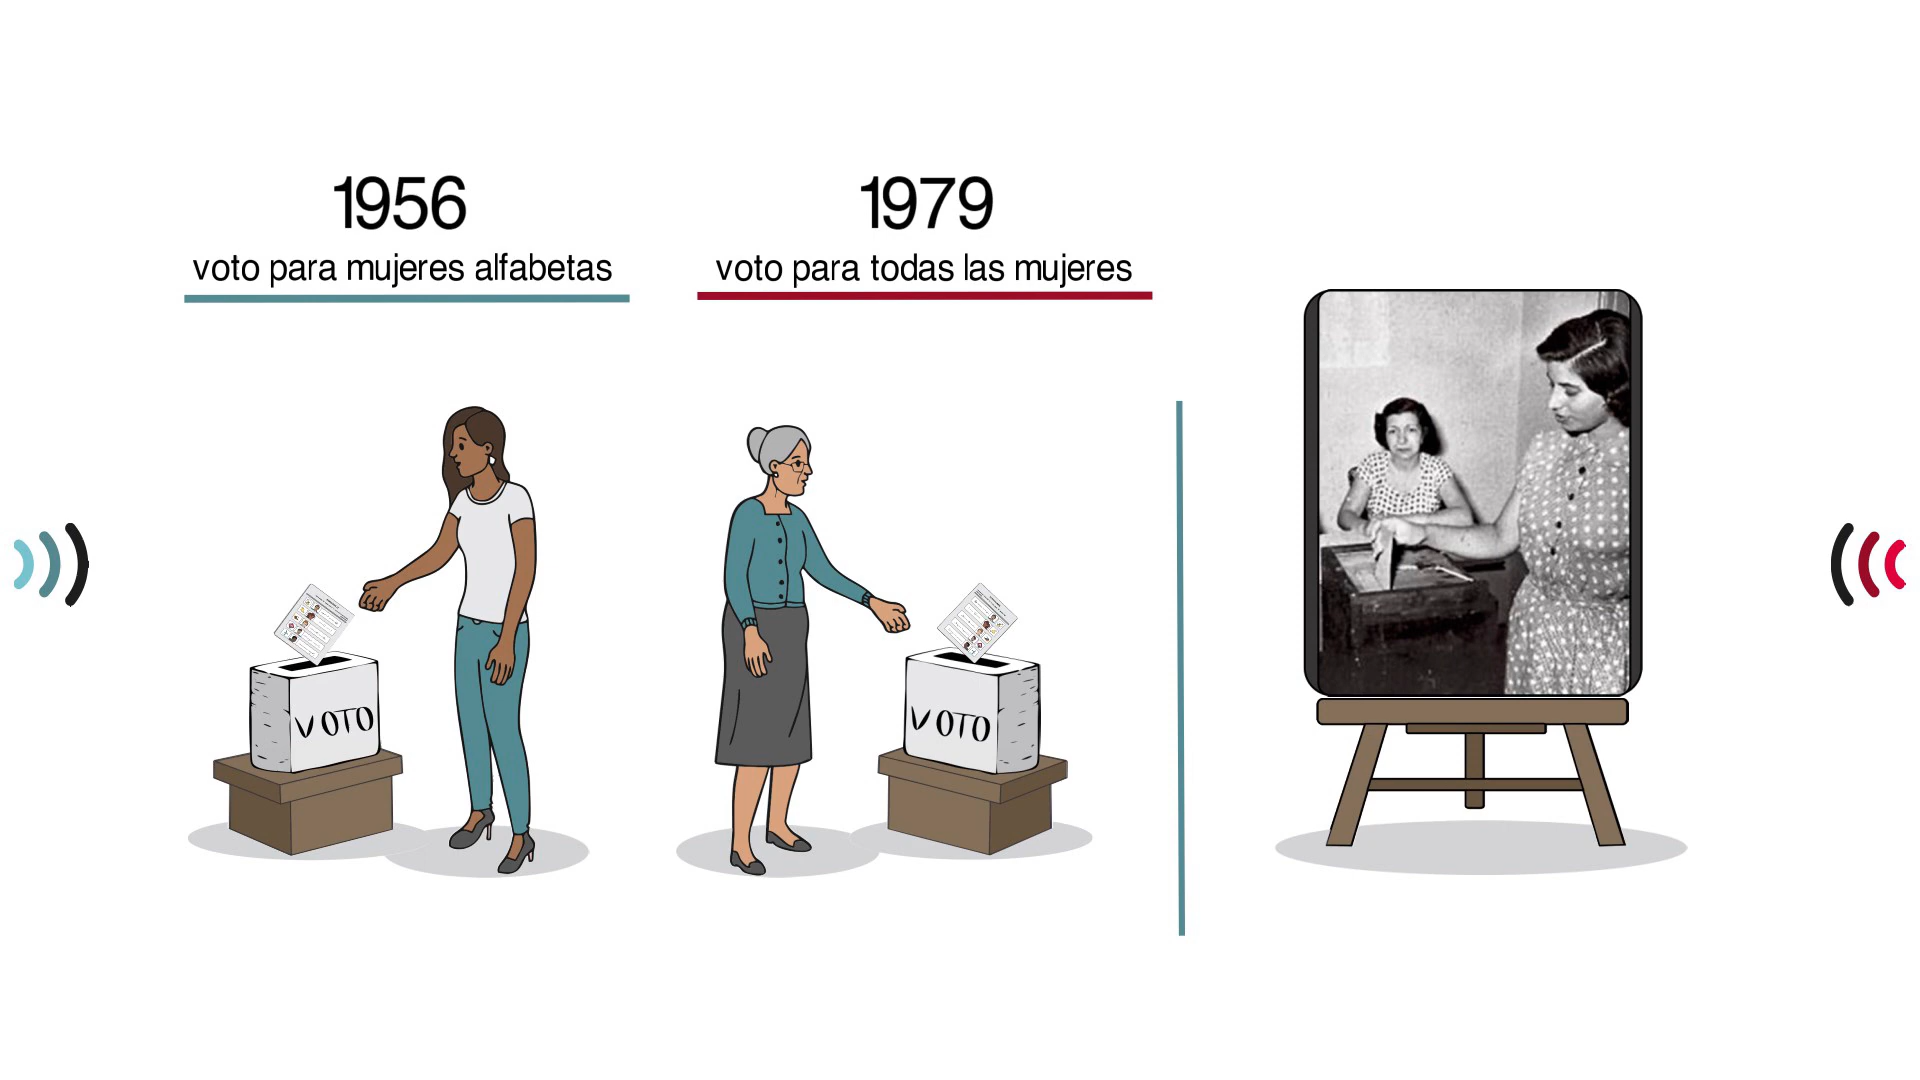 1956
voto para mujeres alfabetas
1979
voto para todas las mujeres
VOTO
VOTO